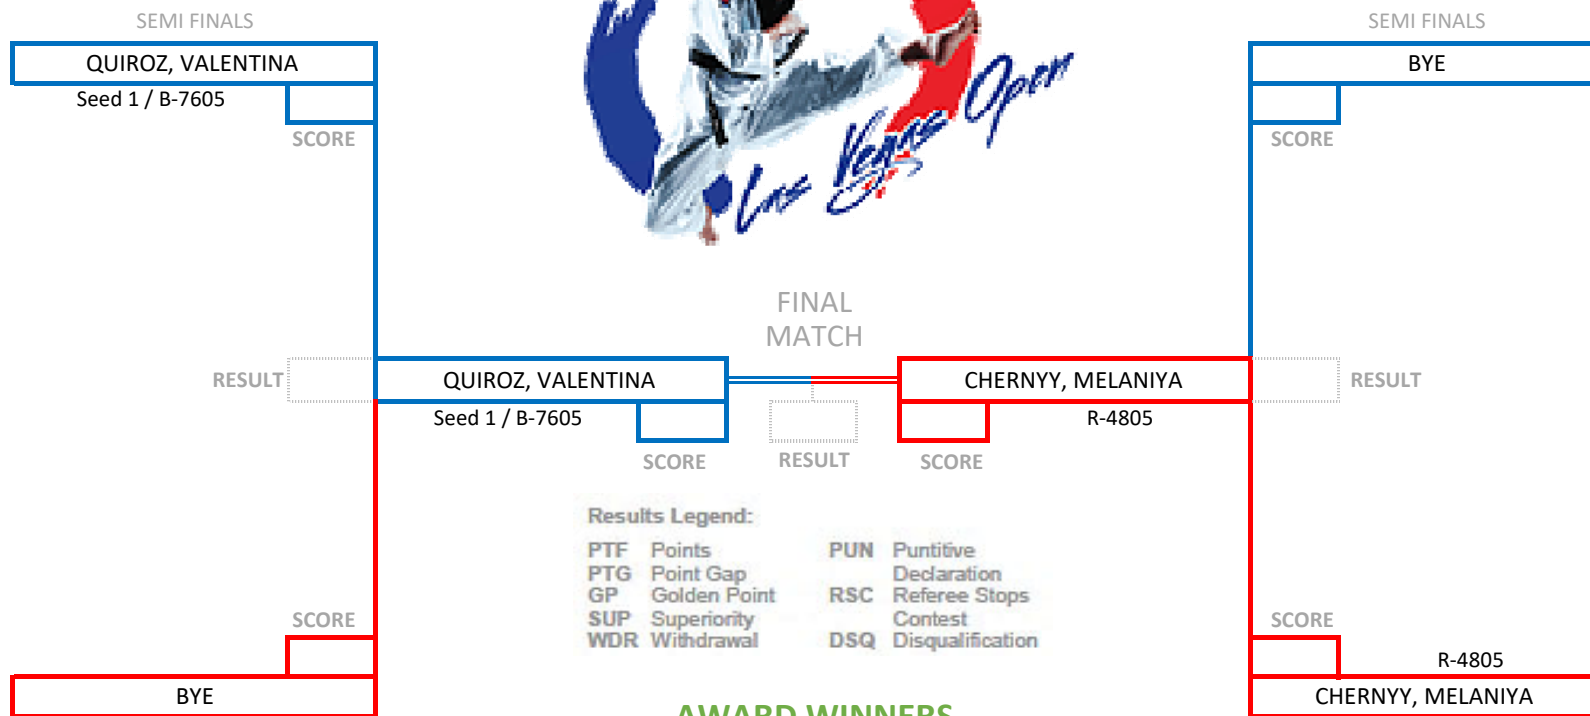 SEMI FINALS
SEMI FINALS
QUIROZ, VALENTINA
BYE
Seed 1 / B-7605
SCORE
SCORE
Las Vegas Open
FINAL
MATCH
RESULT
QUIROZ, VALENTINA
CHERNYY, MELANIYA
RESULT
Seed 1 / B-7605
R-4805
SCORE
RESULT
SCORE
Results Legend:
PTF Points
PTG Point Gap
GP Golden Point
SUP Superiority
WDR Withdrawal
PUN Puntitive
Declaration
RSC Referee Stops
Contest
DSQ Disqualification
SCORE
SCORE
R-4805
BYE
CHERNYY, MELANIYA
AWARD WINNERS